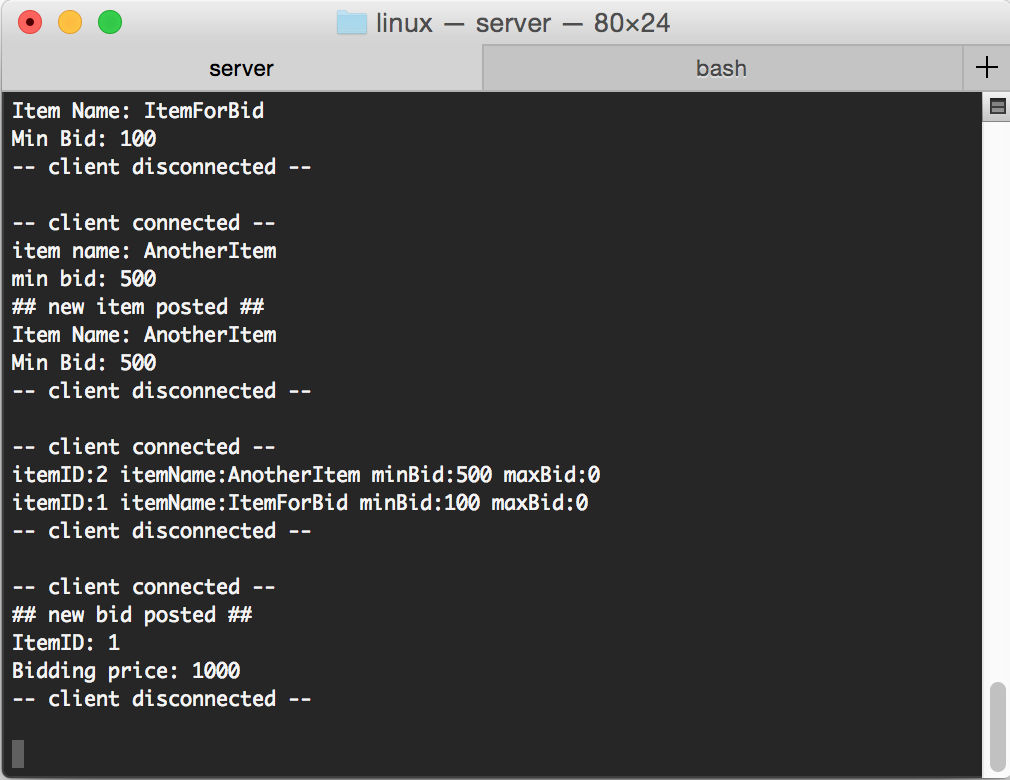 linux — server — 80×24
server
bash
Item Name: ItemForBid
Min Bid: 100
-- client disconnected --
-- client connected --
item name: AnotherItem
min bid: 500
## new item posted ##
Item Name: AnotherItem
Min Bid: 500
-- client disconnected --
-- client connected --
itemID:2 itemName:AnotherItem minBid:500 maxBid:0
itemID:1 itemName:ItemForBid minBid:100 maxBid:0
-- client disconnected --
-- client connected --
## new bid posted ##
ItemID: 1
Bidding price: 1000
-- client disconnected --